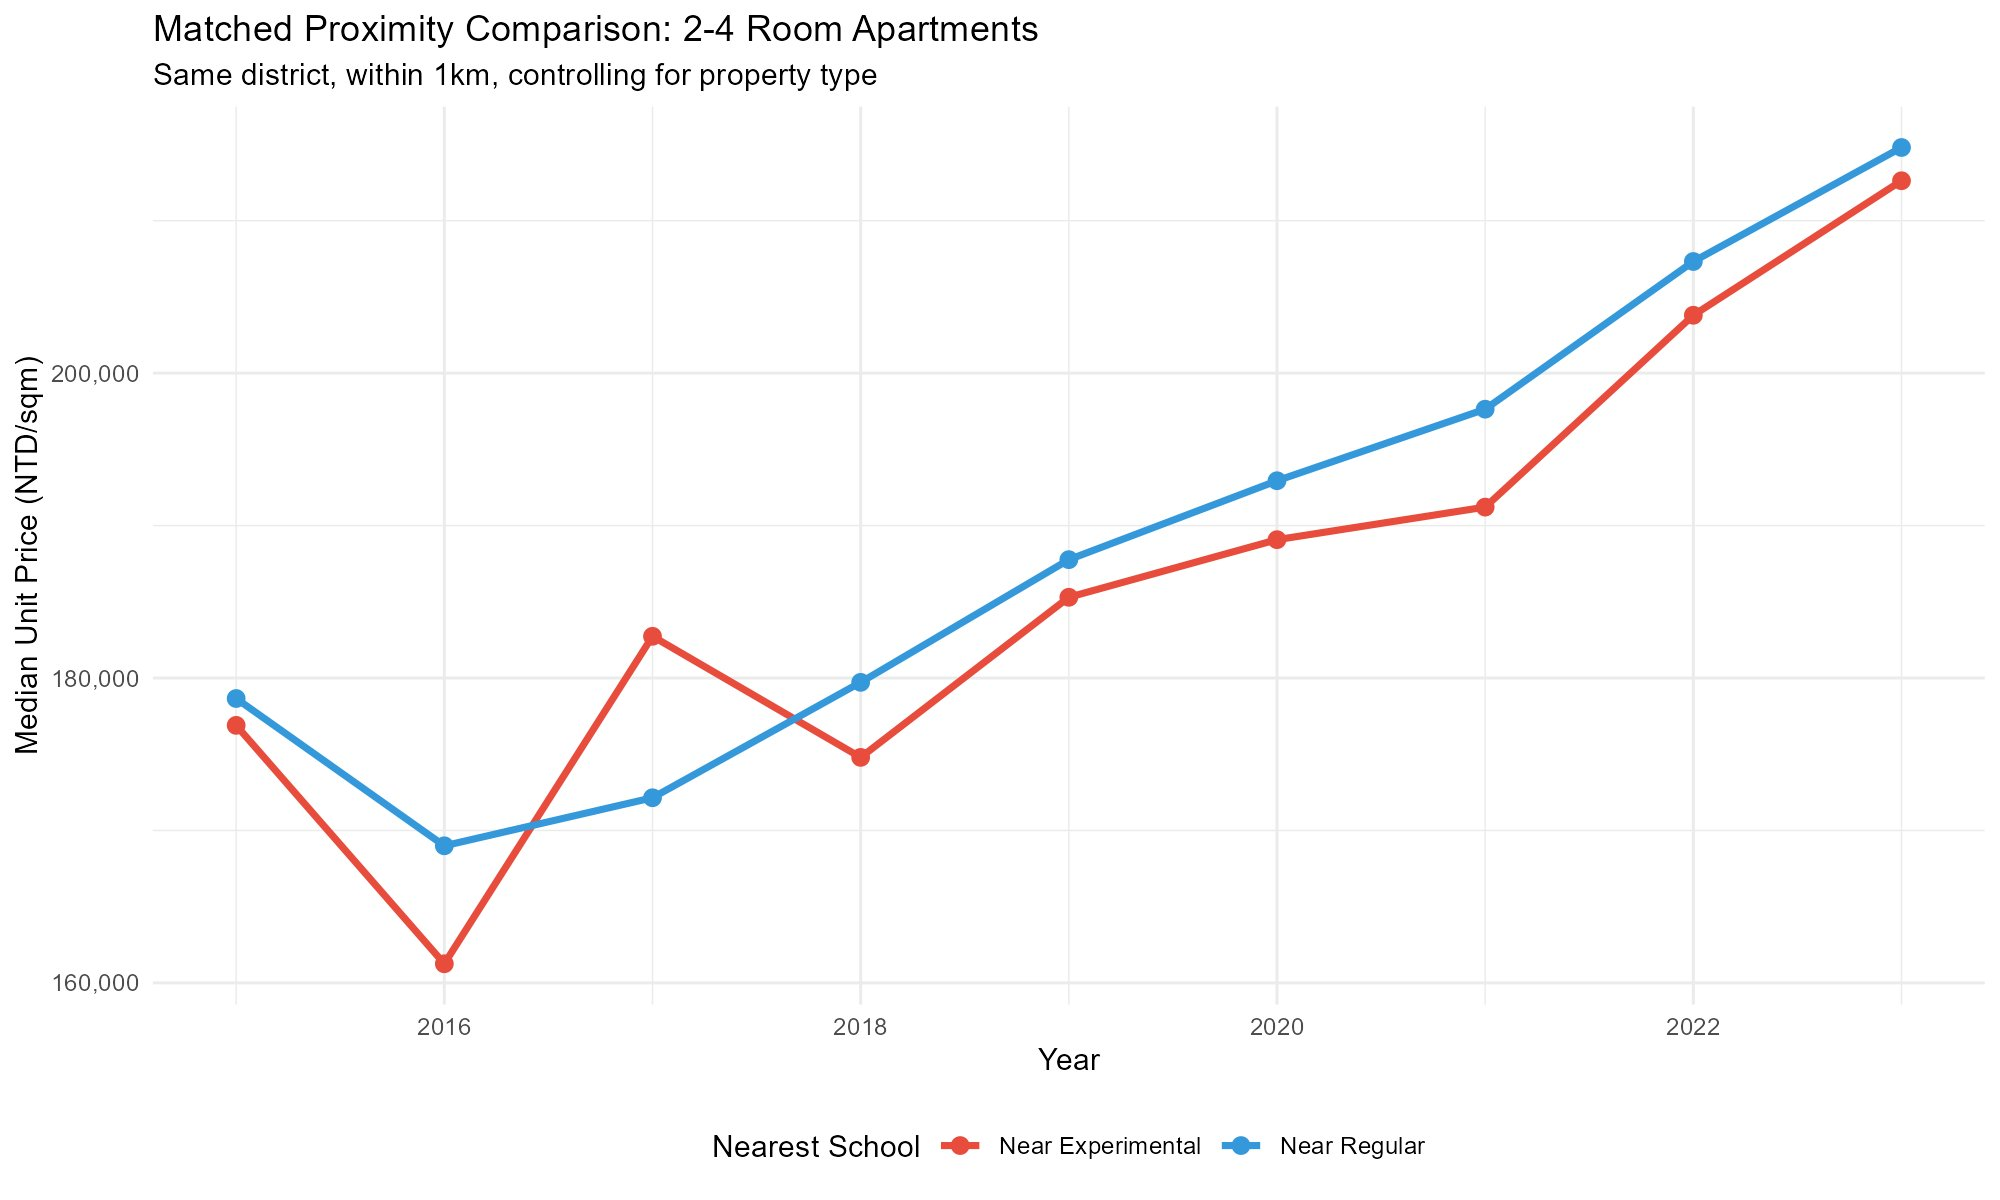 Matched Proximity Comparison: 2-4 Room Apartments
Same district, within 1km, controlling for property type
Median Unit Price (NTD/sqm)
200,000
180,000
160,000
2016
2018
2020
2022
Year
Nearest School
Near Experimental
Near Regular